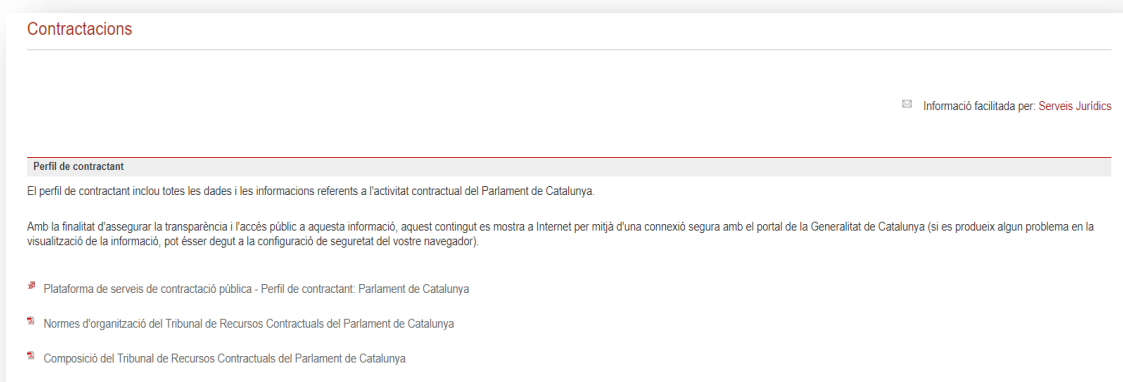 Contractacions
Informació facilitada per: Serveis Jurídics
Perfil de contractant
El perfil de contractant inclou totes les dades i les informacions referents a l'activitat contractual del Parlament de Catalunya.
Amb la finalitat d'assegurar la transparència i l'accés públic a aquesta informació, aquest contingut es mostra a Internet per mitjà d'una connexió segura amb el portal de la Generalitat de Catalunya (si es produeix algun problema en la
visualització de la informació, pot ésser degut a la configuració de seguretat del vostre navegador).
Plataforma de serveis de contractació pública - Perfil de contractant: Parlament de Catalunya
Normes d'organització del Tribunal de Recursos Contractuals del Parlament de Catalunya
Composició del Tribunal de Recursos Contractuals del Parlament de Catalunya